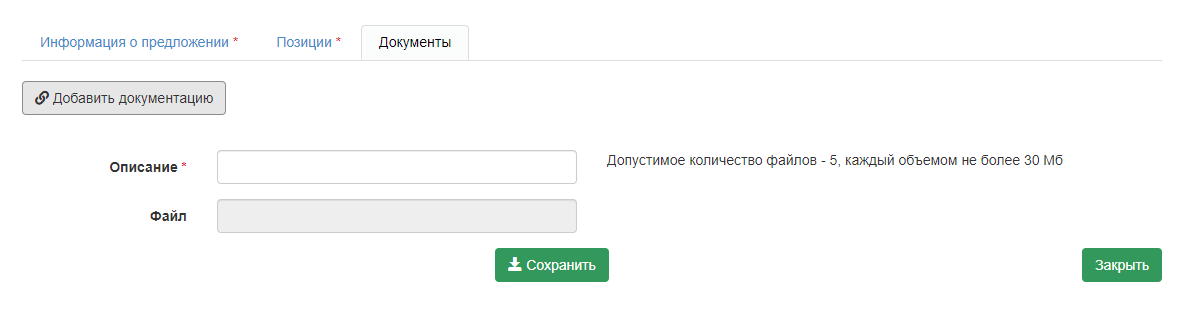 Информация о предложении * Позиции * Документы
Добавить документацию
Описание * Допустимое количество файлов - 5, каждый объемом не более 30 Мб
Файл
Сохранить Закрыть